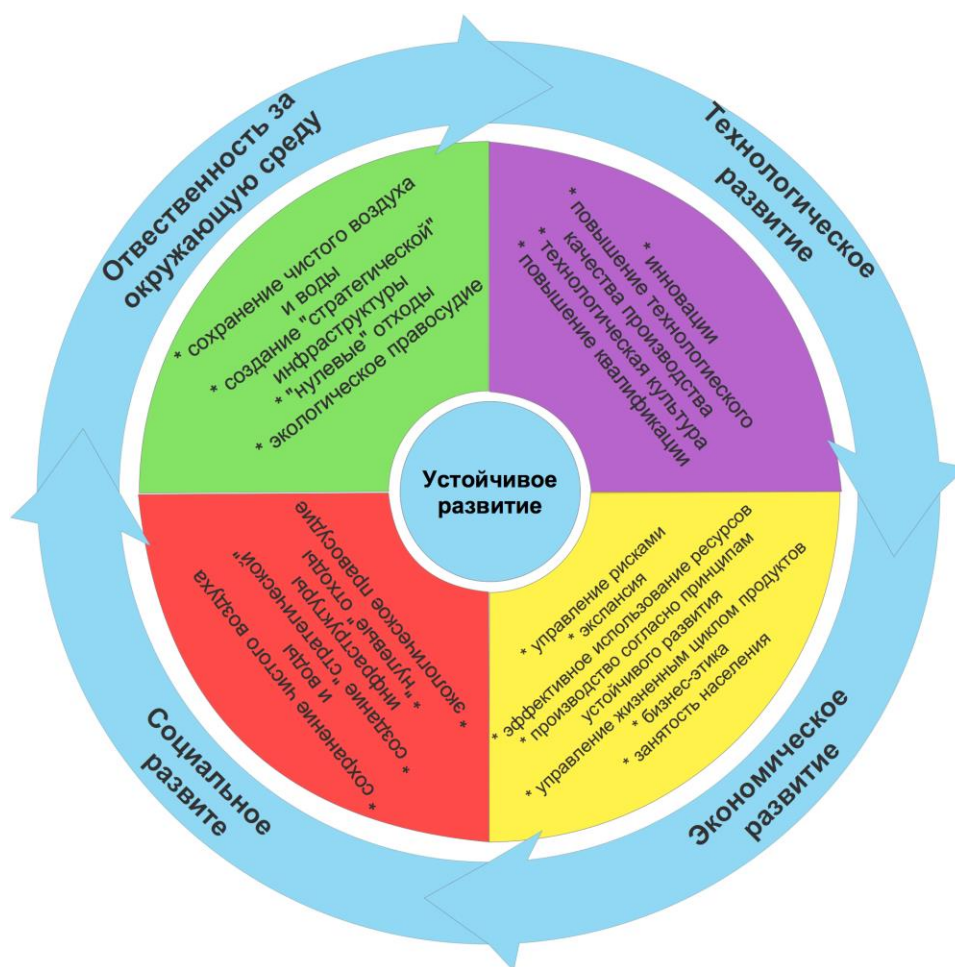 Отвественность за
окружающую среду
Технологическое
развитие
* сохранение чистого воздуха
и воды
* создание "стратегической"
инфраструктуры
* "нулевые" отходы
* экологическое правосудие
* инновации
* повышение технологиеского
качества производства
* технологическая культура
* повышение квалификации
Устойчивое
развитие
* сохранение чистого воздуха
и воды
* создание "стратегической"
инфраструктуры
* "нулевые" отходы
* экологическое правосудие
* управление рисками
* экспансия
* эффективное использование ресурсов
* производство согласно принципам
устойчивого развития
* управление жизненным циклом продуктов
* бизнес-этика
* занятость населения
Социальное
развите
Экономическое
развитие